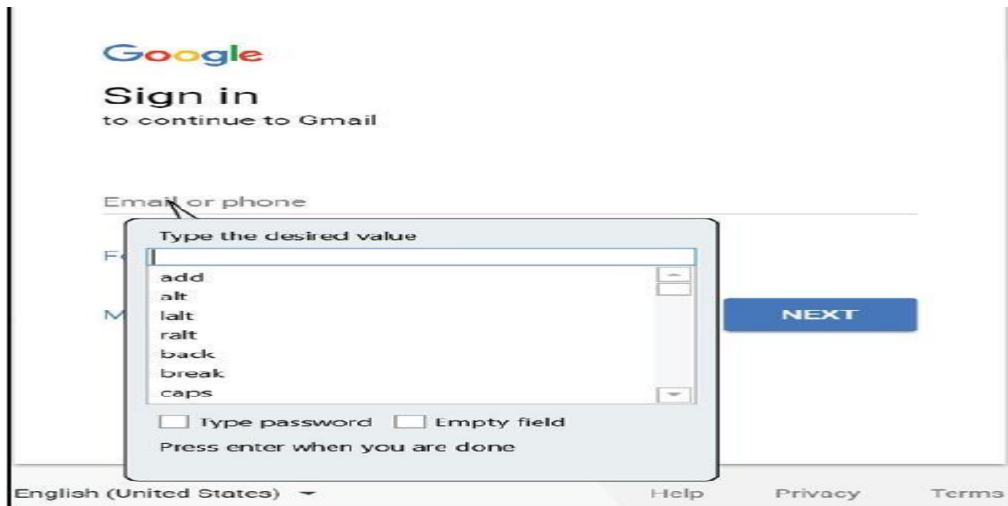 Google
Sign in
to continue to Gmail
Email or phone
Type the desired value
add
alt
lalt
ralt
back
break
caps
NEXT
Type password Empty field
Press enter when you are done
English (United States) Help Privacy Terms